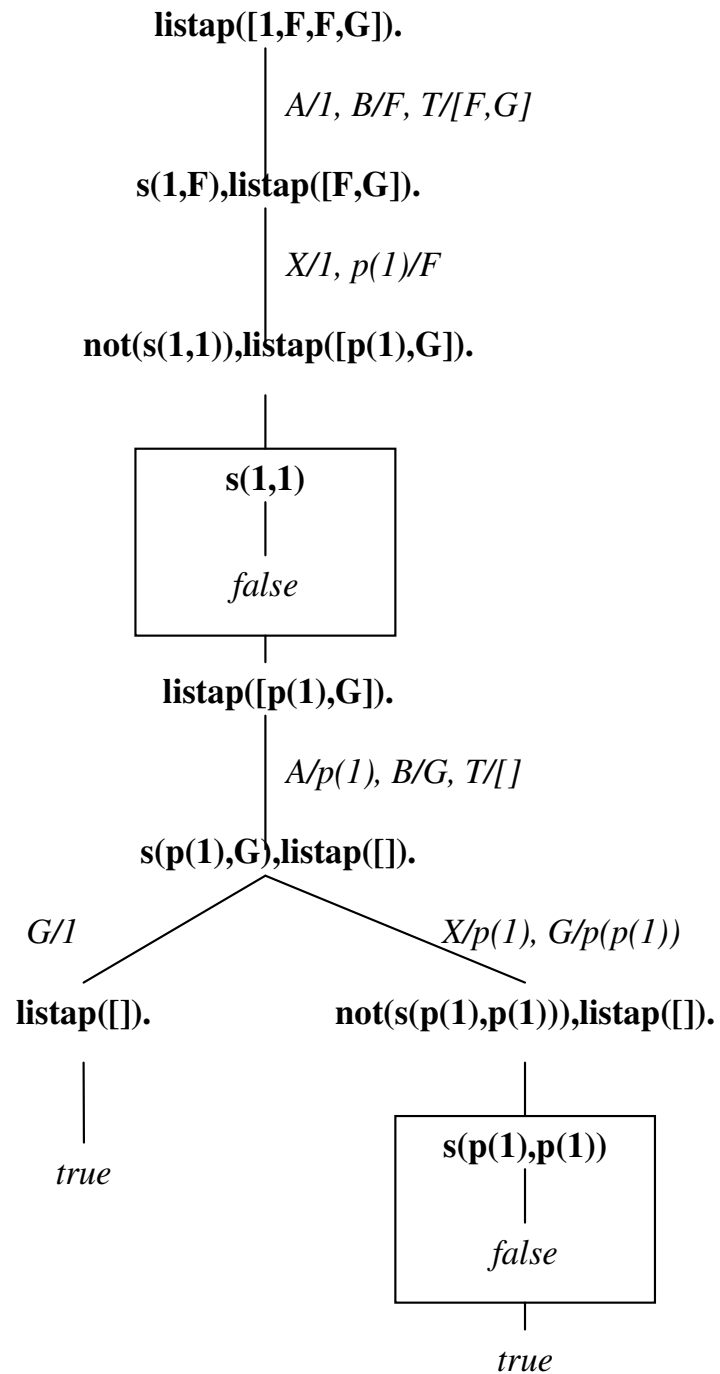 listap([1,F,F,G]).
A/1, B/F, T/[F,G]
s(1,F),listap([F,G]).
X/1, p(1)/F
not(s(1,1)),listap([p(1),G]).
s(1,1)
false
listap([p(1),G]).
A/p(1), B/G, T/[]
s(p(1),G),listap([]).
G/1
X/p(1), G/p(p(1))
listap([]).
not(s(p(1),p(1))),listap([]).
s(p(1),p(1))
true
false
true